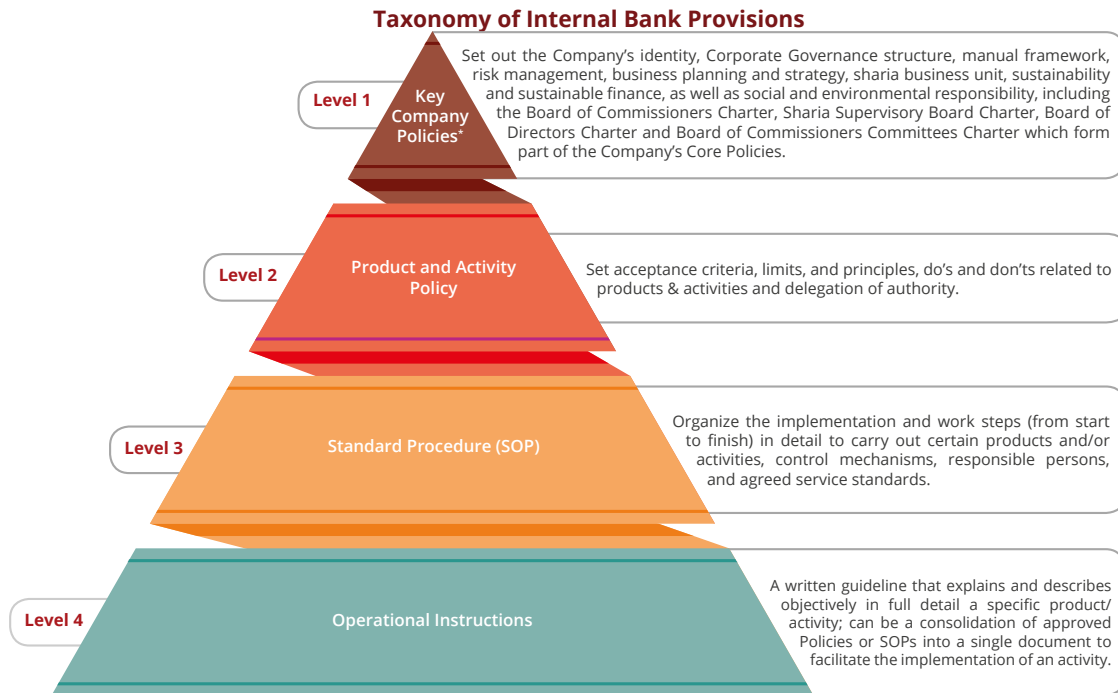 Taxonomy of Internal Bank Provisions
Level 1
Key
Company
Policies*
Set out the Company’s identity, Corporate Governance structure, manual framework,
risk management, business planning and strategy, sharia business unit, sustainability
and sustainable finance, as well as social and environmental responsibility, including
the Board of Commissioners Charter, Sharia Supervisory Board Charter, Board of
Directors Charter and Board of Commissioners Committees Charter which form
part of the Company’s Core Policies.
Level 2
Product and Activity
Policy
Set acceptance criteria, limits, and principles, do’s and don’ts related to
products & activities and delegation of authority.
Level 3
Standard Procedure (SOP)
Organize the implementation and work steps (from start
to finish) in detail to carry out certain products and/or
activities, control mechanisms, responsible persons,
and agreed service standards.
Level 4
Operational Instructions
A written guideline that explains and describes
objectively in full detail a specific product/
activity; can be a consolidation of approved
Policies or SOPs into a single document to
facilitate the implementation of an activity.